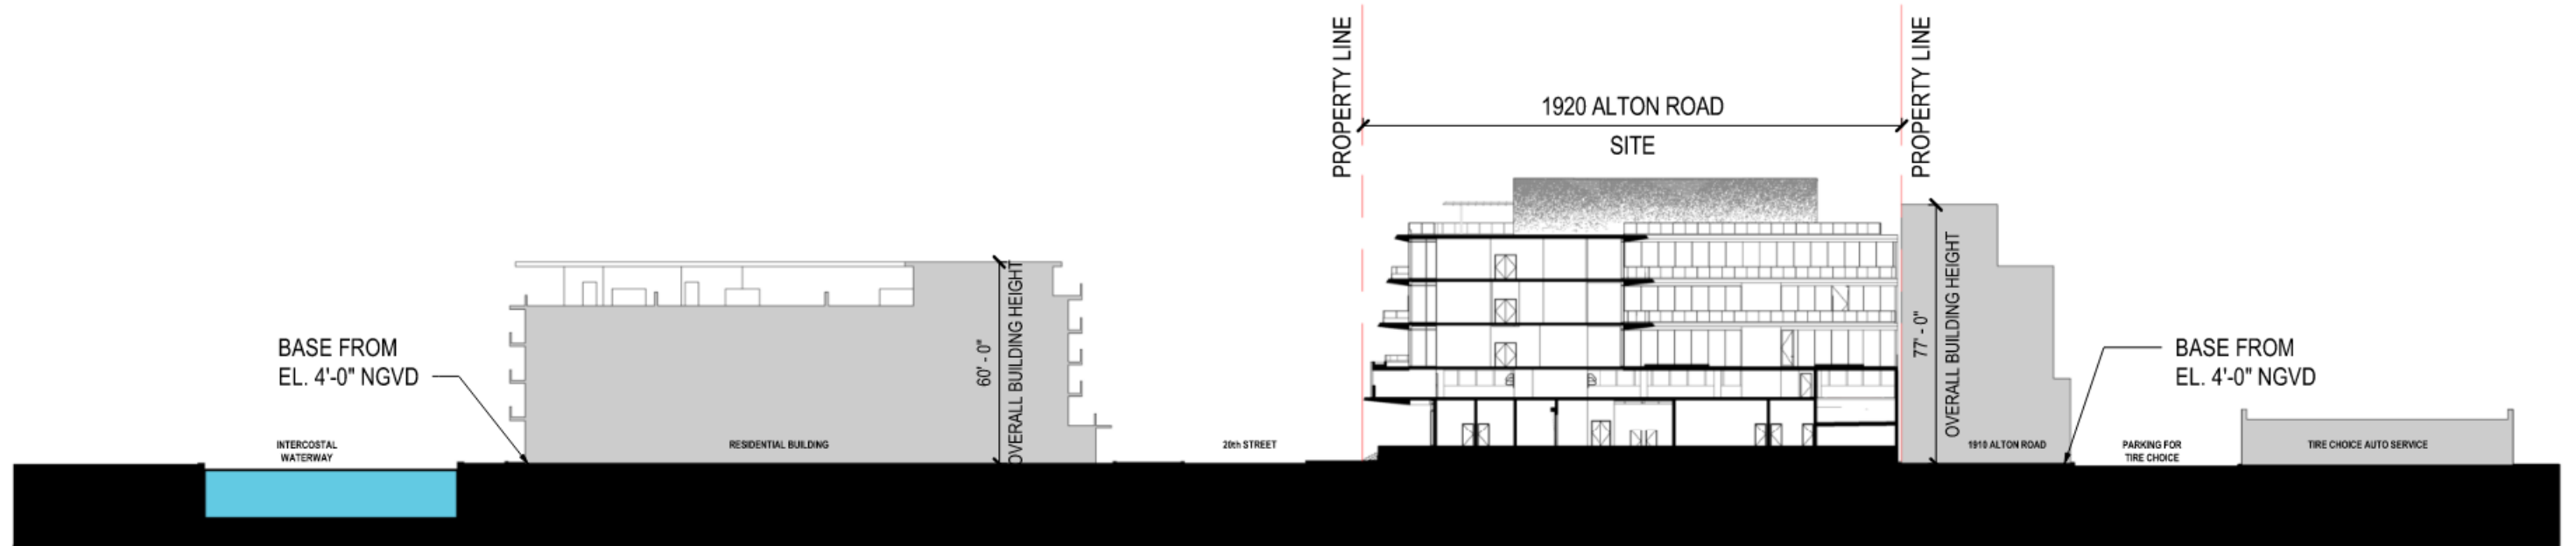 PROPERTY LINE
1920 ALTON ROAD
SITE
PROPERTY LINE
BASE FROM
EL. 4'-0" NGVD
60' - 0"
OVERALL BUILDING HEIGHT
77' - 0"
OVERALL BUILDING HEIGHT
BASE FROM
EL. 4'-0" NGVD
INTERCOSTAL
WATERWAY
RESIDENTIAL BUILDING
20th STREET
1910 ALTON ROAD
PARKING FOR
TIRE CHOICE
TIRE CHOICE AUTO SERVICE